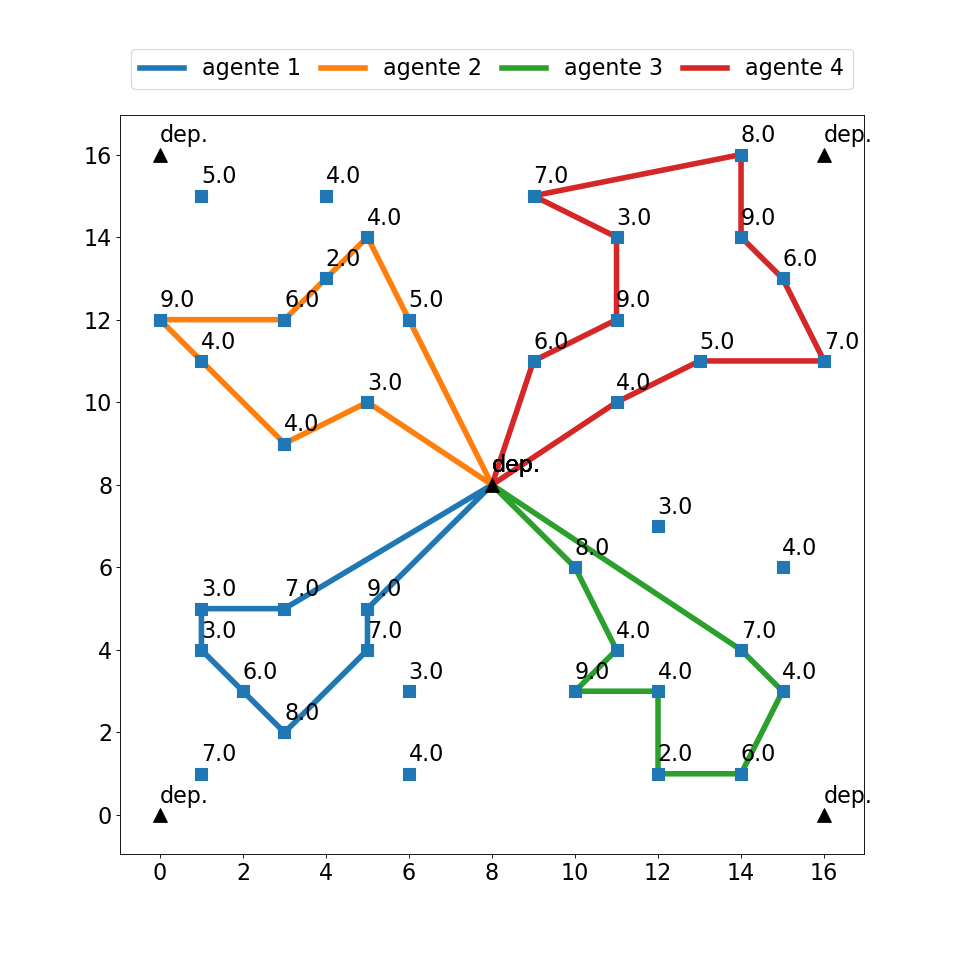 agente 1 agente 2 agente 3 agente 4
dep. 8.0 dep.
16
5.0 4.0 7.0
4.0 3.0 9.0
14
2.0 6.0
9.0 6.0 5.0 9.0
12
4.0 6.0 5.0 7.0
3.0 4.0
10
4.0
dep.
8
3.0
8.0 4.0
6
3.0 7.0 9.0
3.0 7.0 4.0 7.0
4
6.0 3.0 9.0 4.0 4.0
8.0
2
7.0 4.0 2.0 6.0
dep. dep.
0
0 2 4 6 8 10 12 14 16